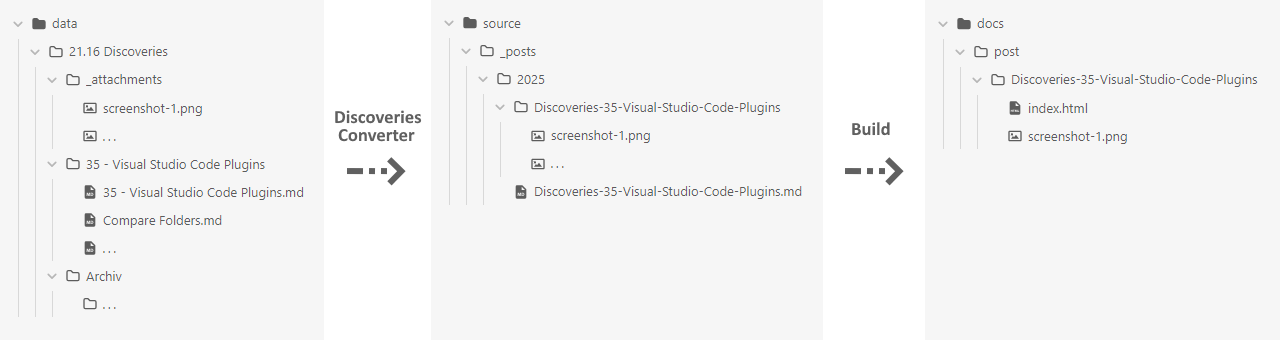 data
21.16 Discoveries
_attachments
screenshot-1.png
...
35 - Visual Studio Code Plugins
35 - Visual Studio Code Plugins.md
Compare Folders.md
...
Archiv
...
Discoveries
Converter
source
_posts
2025
Discoveries-35-Visual-Studio-Code-Plugins
screenshot-1.png
...
Discoveries-35-Visual-Studio-Code-Plugins.md
Build
docs
post
Discoveries-35-Visual-Studio-Code-Plugins
index.html
screenshot-1.png